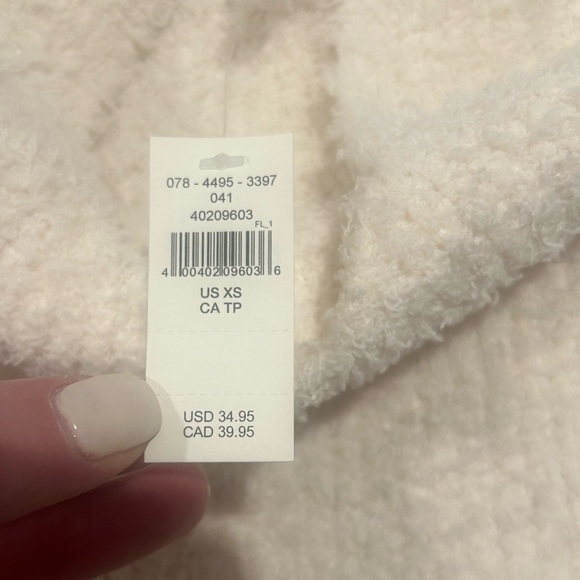 078 - 4495 - 3397
041
40209603
FL_1
4 00402 09603 6
US XS
CA TP
USD 34.95
CAD 39.95